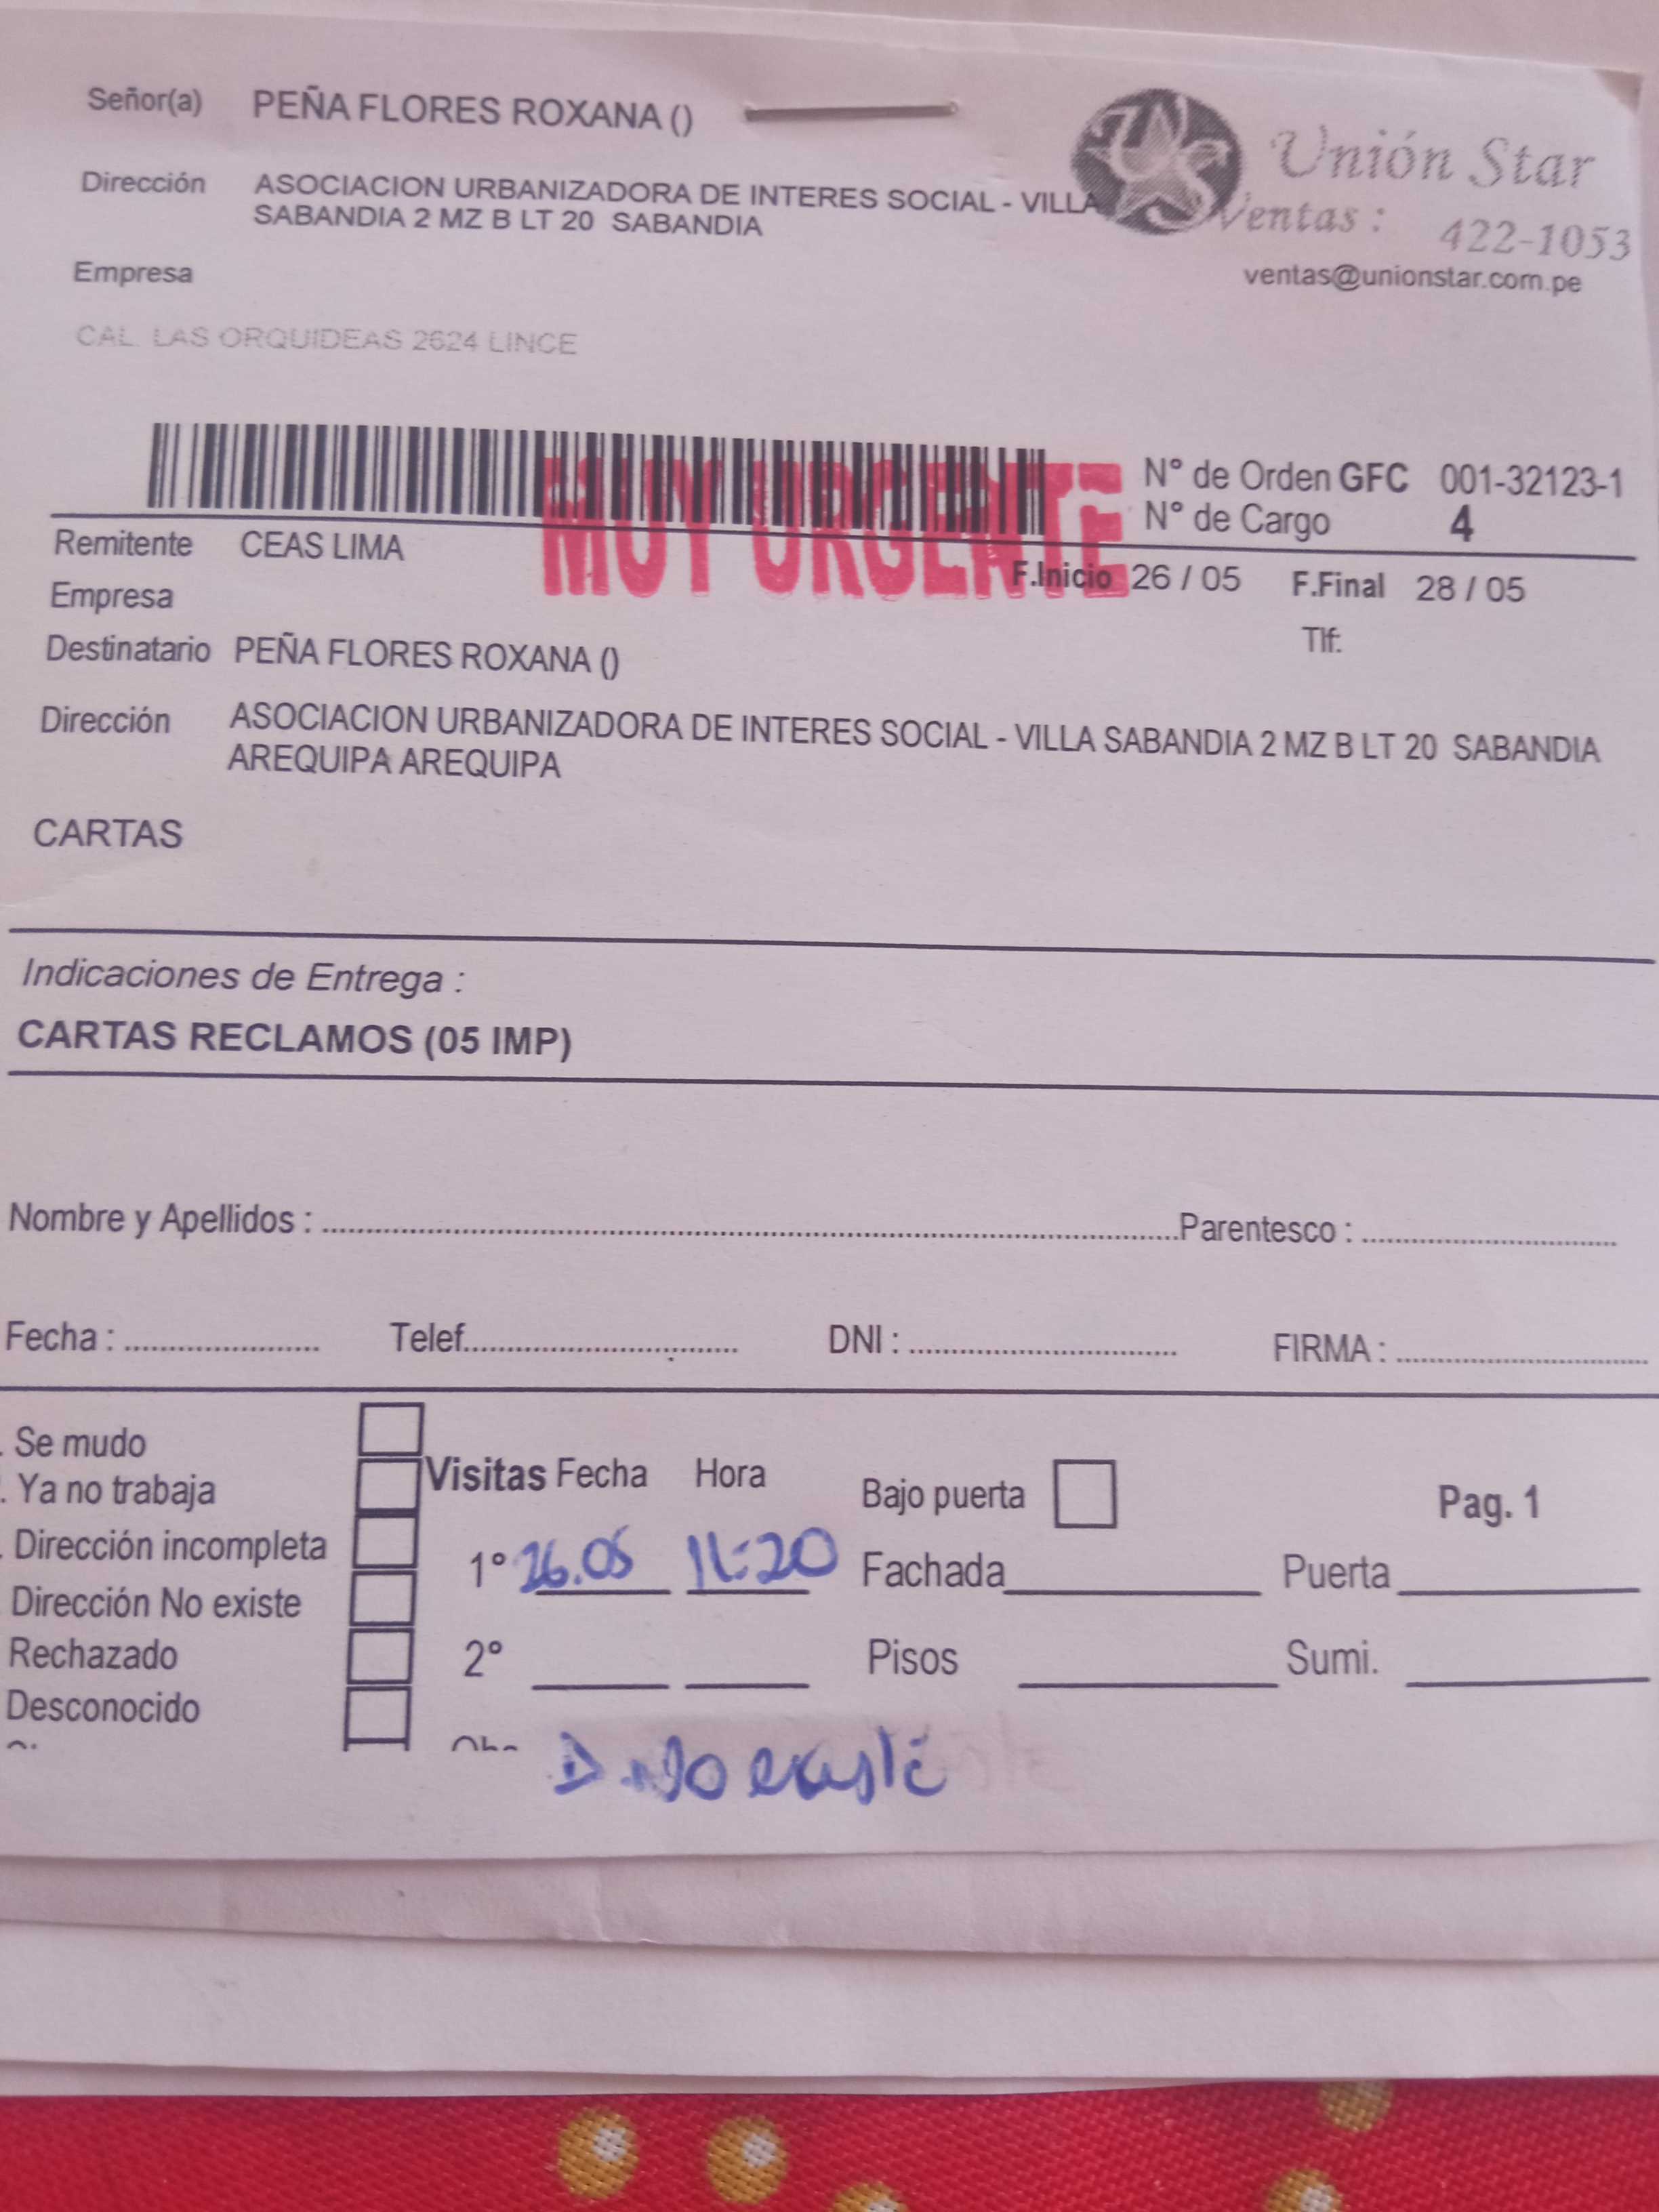 Señor(a) PEÑA FLORES ROXANA ()
Unión Star
Dirección ASOCIACION URBANIZADORA DE INTERES SOCIAL - VILLA
SABANDIA 2 MZ B LT 20 SABANDIA
Ventas : 422-1053
Empresa
ventas@unionstar.com.pe
CAL. LAS ORQUIDEAS 2624 LINCE
MUY URGENTE
N° de Orden GFC 001-32123-1
N° de Cargo 4
Remitente CEAS LIMA
F.Inicio 26 / 05 F.Final 28 / 05
Empresa
Tlf:
Destinatario PEÑA FLORES ROXANA ()
Dirección ASOCIACION URBANIZADORA DE INTERES SOCIAL - VILLA SABANDIA 2 MZ B LT 20 SABANDIA
AREQUIPA AREQUIPA
CARTAS
Indicaciones de Entrega :
CARTAS RECLAMOS (05 IMP)
Nombre y Apellidos : Parentesco :
Fecha : Telef. DNI : FIRMA :
Se mudo
Ya no trabaja
Visitas Fecha Hora Bajo puerta Pag. 1
Dirección incompleta
1° 26.05 11:20 Fachada Puerta
Dirección No existe
Rechazado 2° Pisos Sumi.
Desconocido
D. No existe